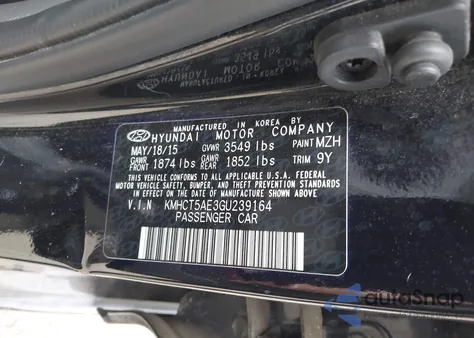 MANUFACTURED IN KOREA BY
HYUNDAI MOTOR COMPANY
MAY/18/15 GVWR 3549 lbs PAINT MZH
GAWR FRONT 1874 lbs GAWR REAR 1852 lbs TRIM 9Y
THIS VEHICLE CONFORMS TO ALL APPLICABLE U.S.A. FEDERAL
MOTOR VEHICLE SAFETY, BUMPER, AND THEFT PREVENTION STANDARDS
IN EFFECT ON THE DATE OF MANUFACTURE SHOWN ABOVE
V.I.N KMHCT5AE3GU239164
PASSENGER CAR
autoSnap